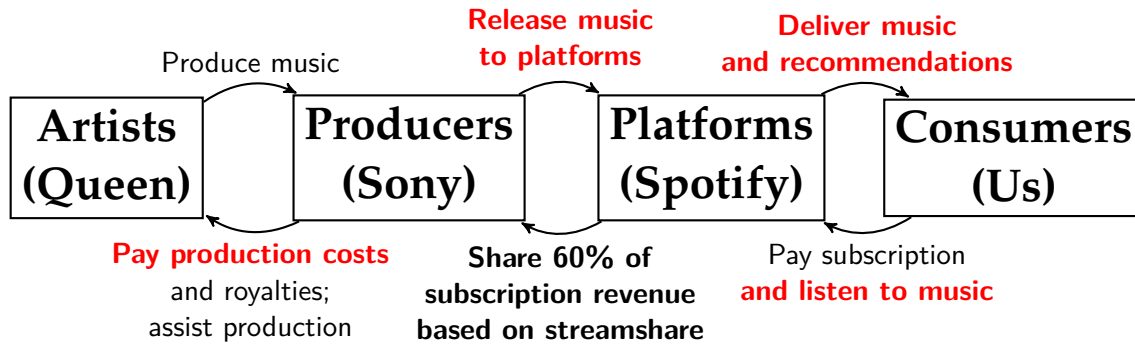 Produce music
Release music
to platforms
Deliver music
and recommendations
Artists
(Queen)
Producers
(Sony)
Platforms
(Spotify)
Consumers
(Us)
Pay production costs
and royalties;
assist production
Share 60% of
subscription revenue
based on streamshare
Pay subscription
and listen to music